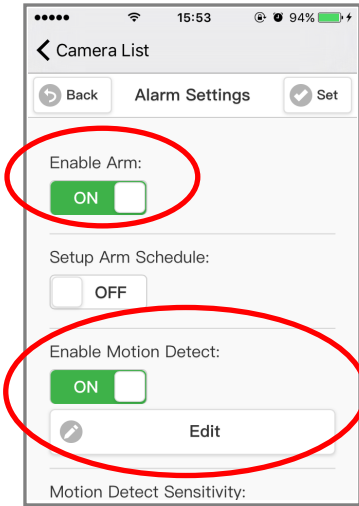 15:53 94%
Camera List
Back Alarm Settings Set
Enable Arm:
ON
Setup Arm Schedule:
OFF
Enable Motion Detect:
ON
Edit
Motion Detect Sensitivity: